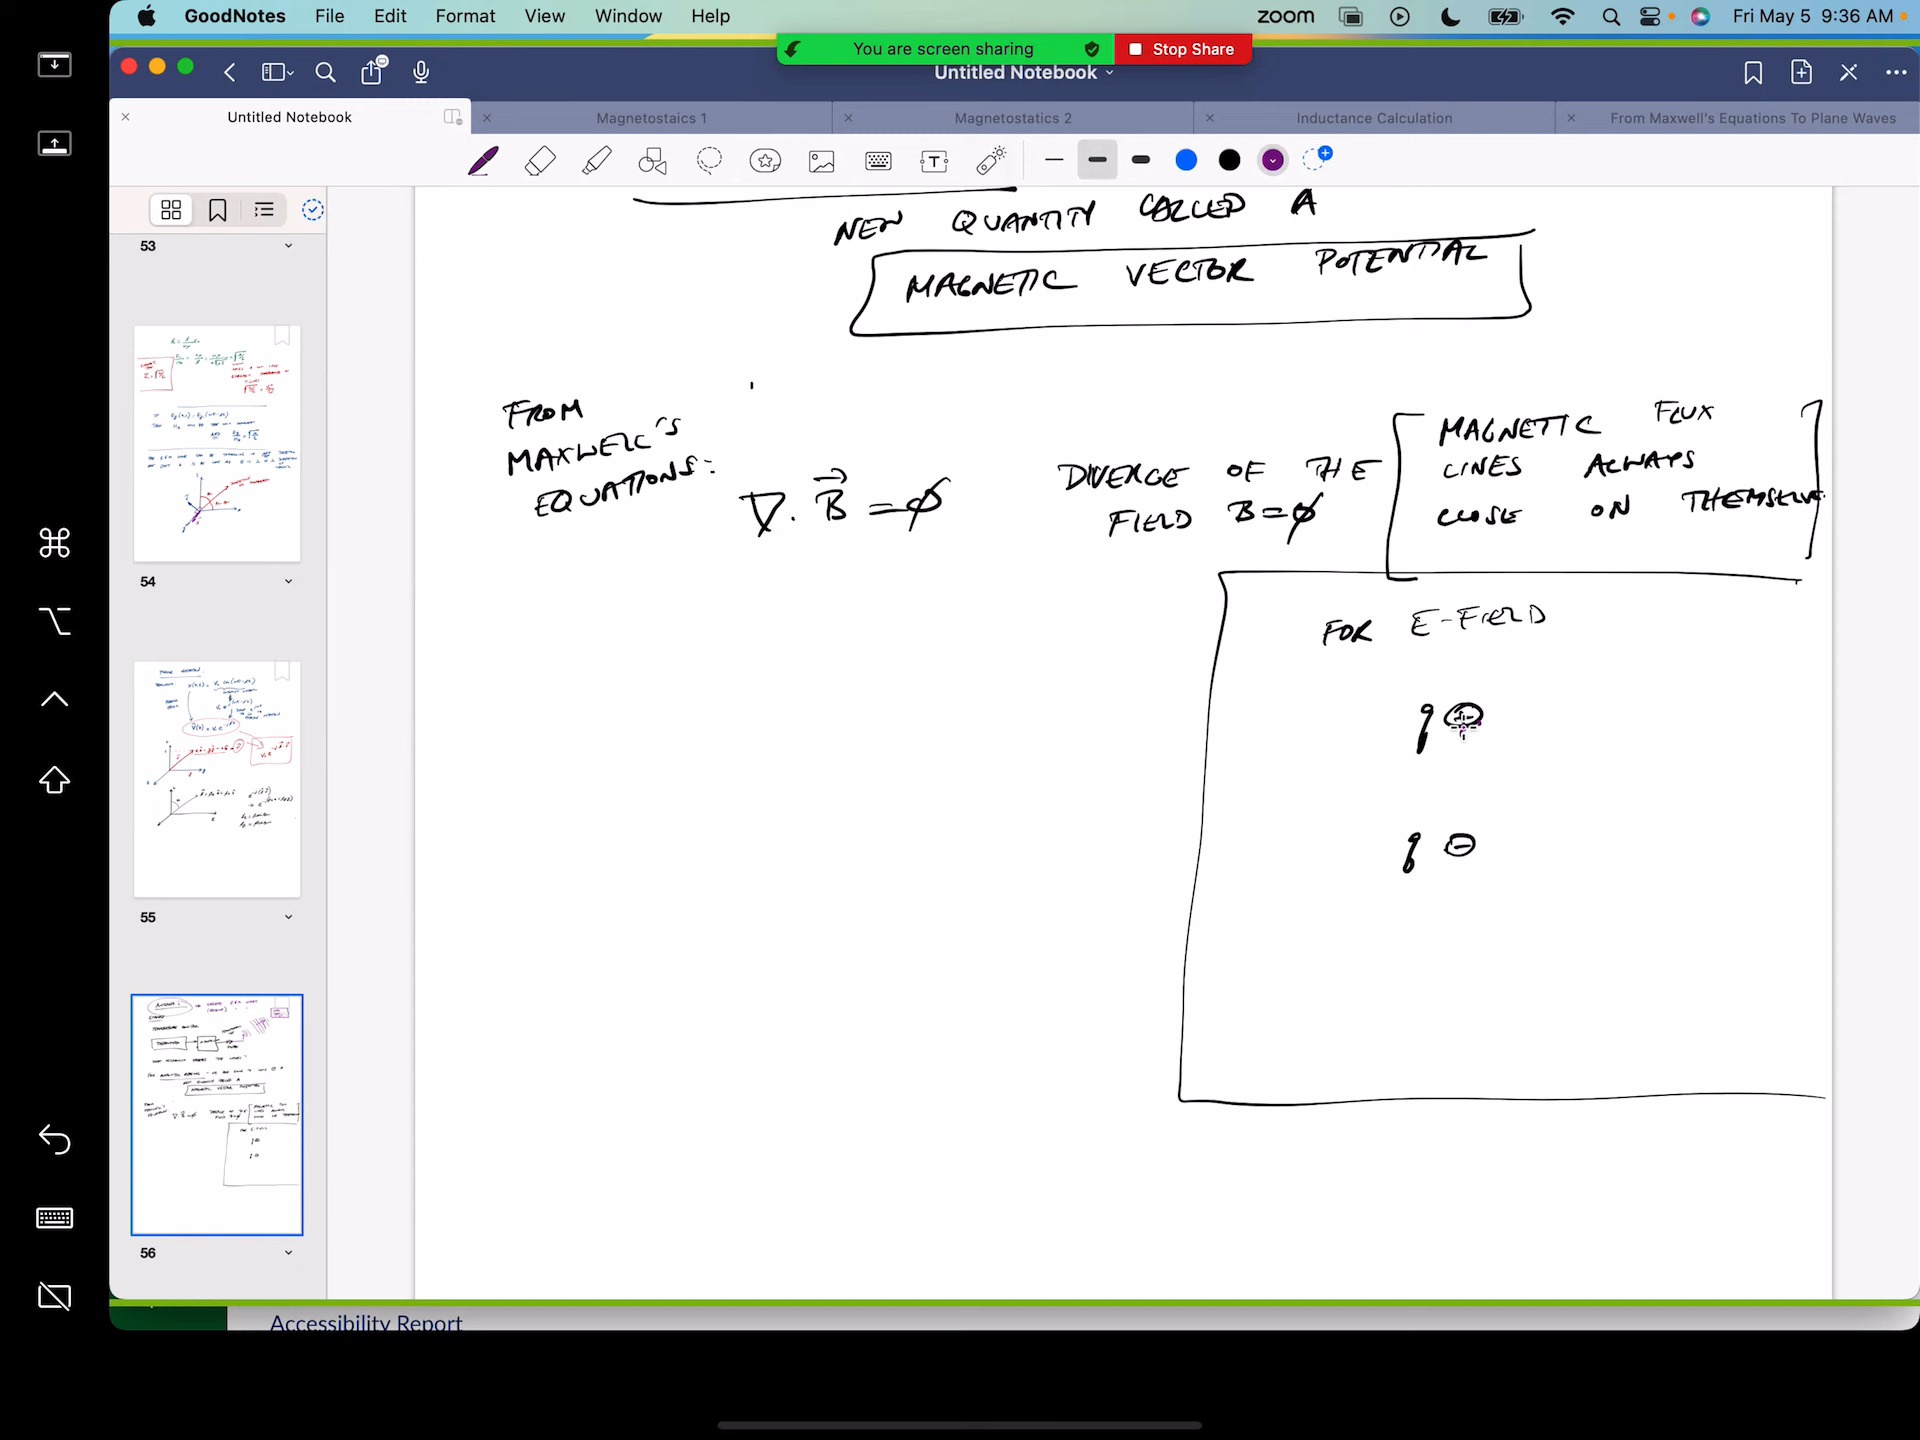 GoodNotes File Edit Format View Window Help zoom Fri May 5 9:36 AM
You are screen sharing Stop Share
Untitled Notebook
Untitled Notebook Magnetostaics 1 Magnetostatics 2 Inductance Calculation From Maxwell's Equations To Plane Waves
53
54
55
56
NEW QUANTITY CALLED A
MAGNETIC VECTOR POTENTIAL
FROM
MAXWELL'S
EQUATIONS:
∇· B⃗ = ϕ
DIVERGE OF THE
FIELD B=ϕ
MAGNETIC FLUX
LINES ALWAYS
CLOSE ON THEMSELVE
FOR E-FIELD
q +
q -
Accessibility Report